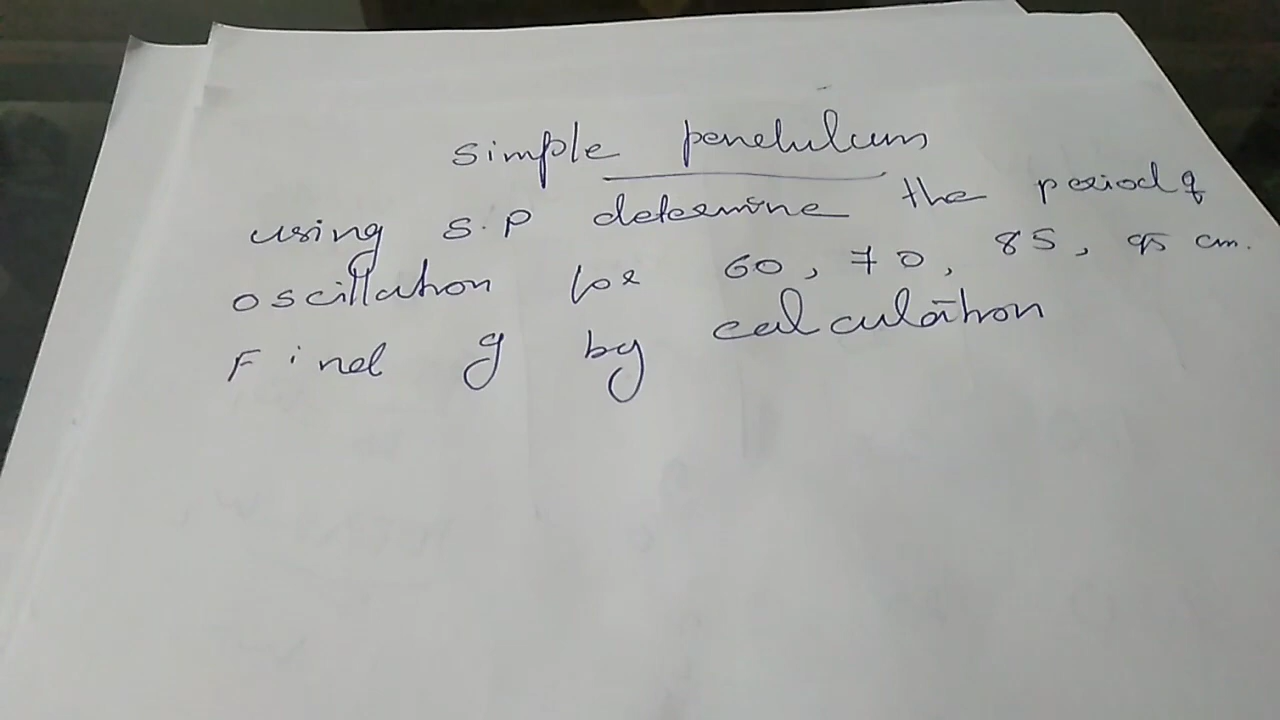 simple pendulum
using S.P determine the period of
oscillation for 60, 70, 85, 95 cm.
Find g by calculation